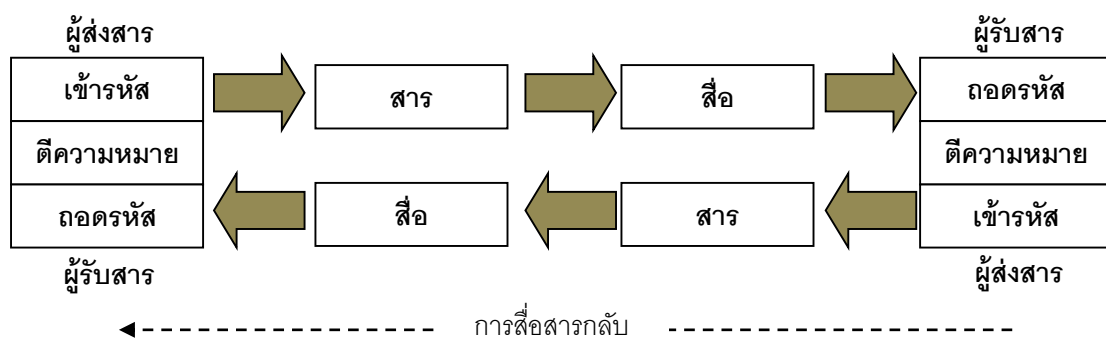 ผู้ส่งสาร ผู้รับสาร
เข้ารหัส สาร สื่อ ถอดรหัส
ตีความหมาย ตีความหมาย
ถอดรหัส สื่อ สาร เข้ารหัส
ผู้รับสาร ผู้ส่งสาร
การสื่อสารกลับ